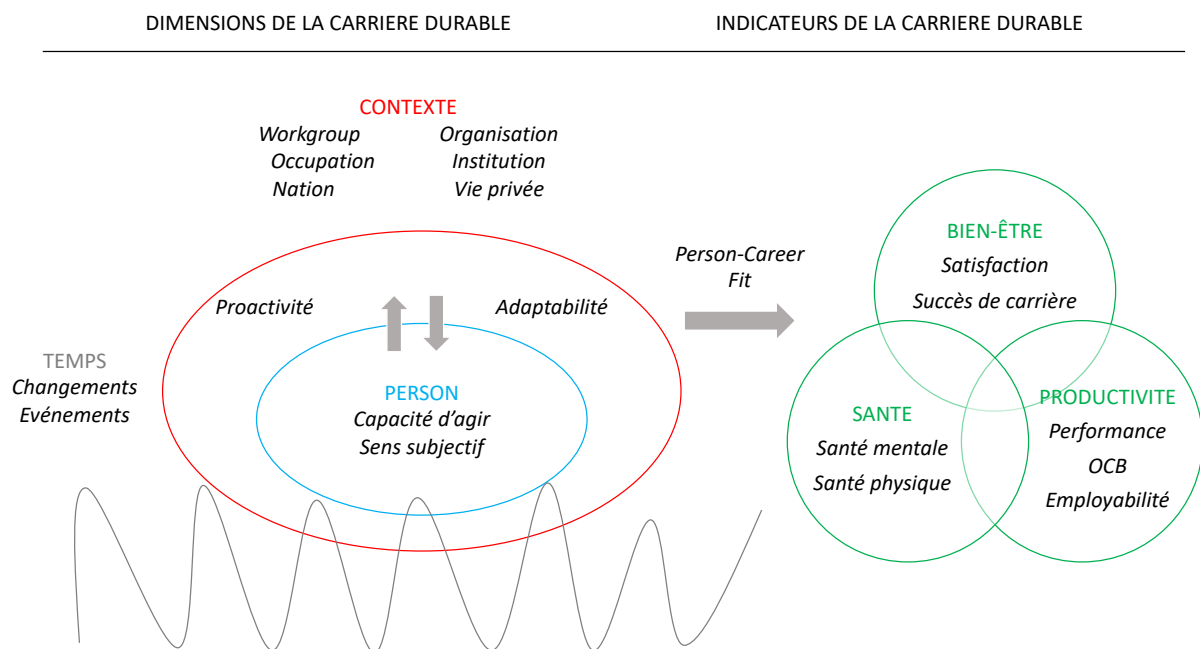 DIMENSIONS DE LA CARRIERE DURABLE
INDICATEURS DE LA CARRIERE DURABLE
CONTEXTE
Workgroup
Organisation
Occupation
Institution
Nation
Vie privée
Proactivité
Adaptabilité
PERSON
Capacité d'agir
Sens subjectif
TEMPS
Changements
Evénements
Person-Career
Fit
BIEN-ÊTRE
Satisfaction
Succès de carrière
SANTE
Santé mentale
Santé physique
PRODUCTIVITE
Performance
OCB
Employabilité